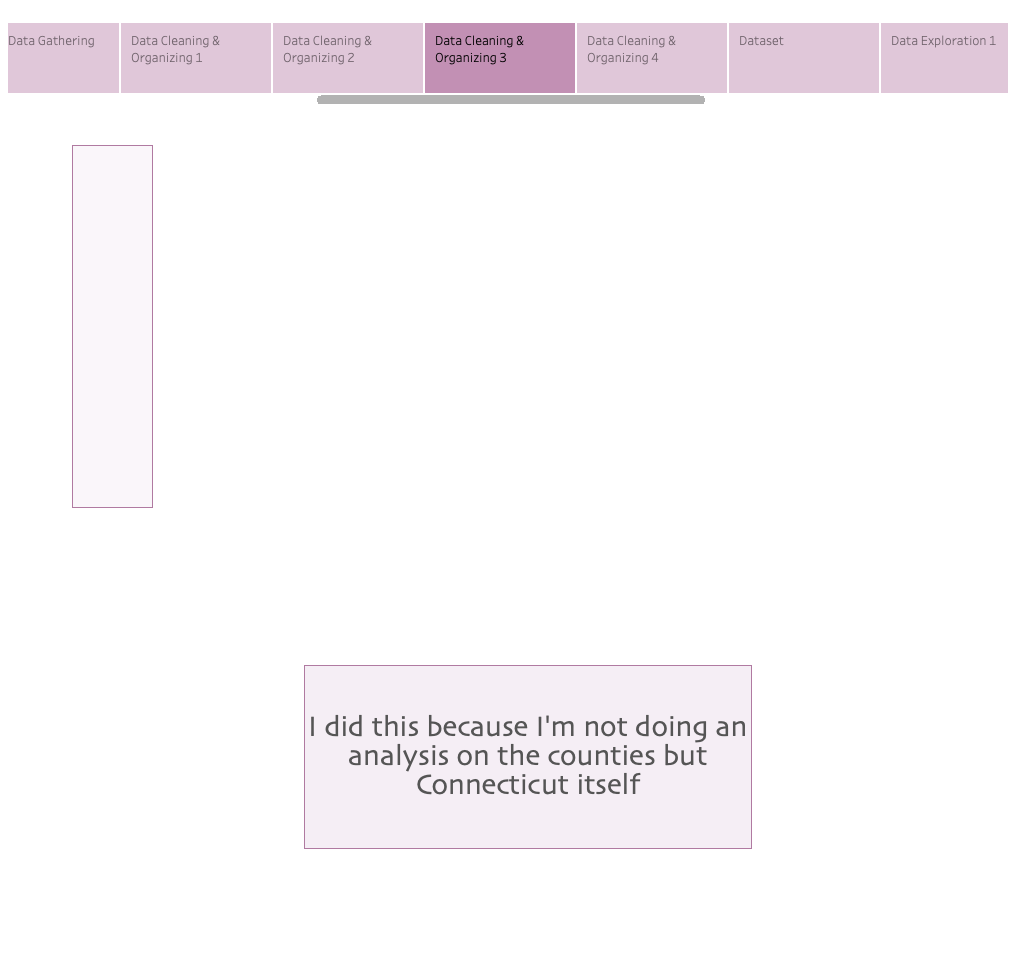 Data Gathering
Data Cleaning &
Organizing 1
Data Cleaning &
Organizing 2
Data Cleaning &
Organizing 3
Data Cleaning &
Organizing 4
Dataset
Data Exploration 1
I did this because I'm not doing an
analysis on the counties but
Connecticut itself